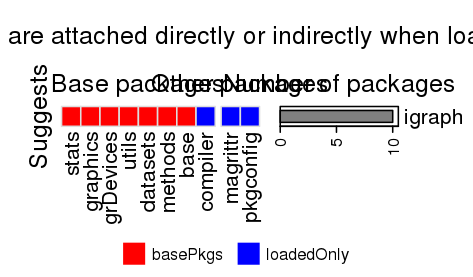 are attached directly or indirectly when loa
Base packages
Other packages
Number of packages
Suggests
igraph
stats
graphics
grDevices
utils
datasets
methods
base
compiler
magrittr
pkgconfig
0
5
10
basePkgs
loadedOnly